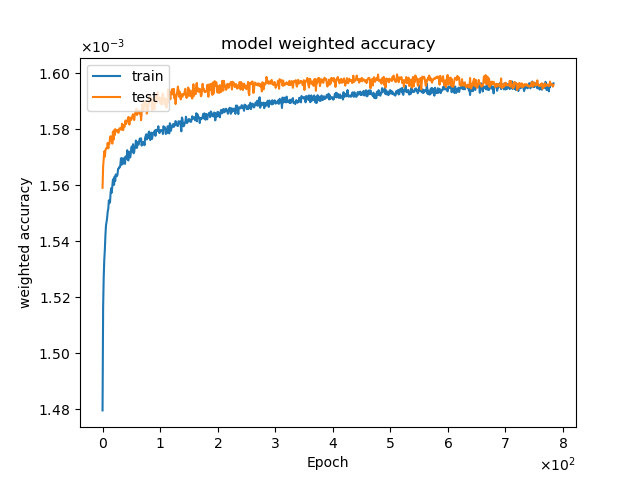 model weighted accuracy
×10⁻³
train
test
1.60
1.58
1.56
1.54
1.52
1.50
1.48
weighted accuracy
0 1 2 3 4 5 6 7 8
Epoch
×10²